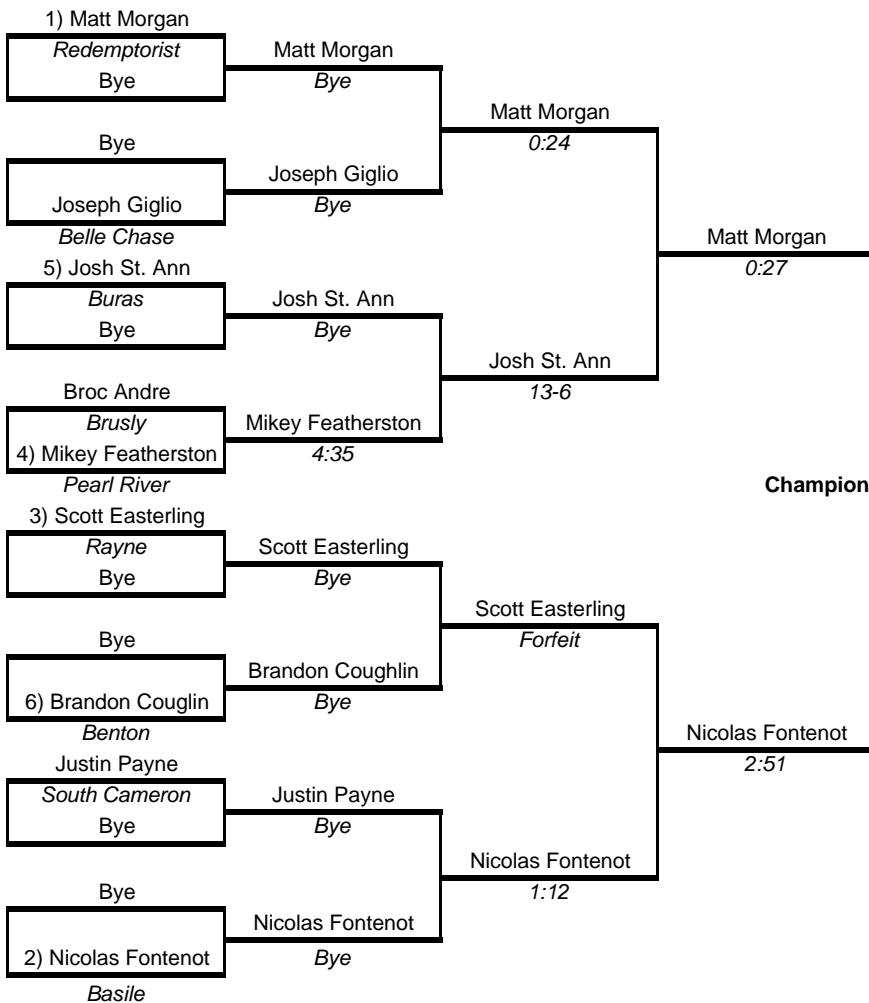 1) Matt Morgan
Redemptorist
Matt Morgan
Bye
Bye
Matt Morgan
Bye
0:24
Joseph Giglio
Joseph Giglio
Bye
Belle Chase
Matt Morgan
5) Josh St. Ann
0:27
Buras
Josh St. Ann
Bye
Bye
Josh St. Ann
Broc Andre
13-6
Brusly
Mikey Featherston
4) Mikey Featherston
4:35
Pearl River
Champion
3) Scott Easterling
Rayne
Scott Easterling
Bye
Bye
Scott Easterling
Bye
Forfeit
Brandon Coughlin
6) Brandon Couglin
Bye
Benton
Nicolas Fontenot
Justin Payne
2:51
South Cameron
Justin Payne
Bye
Bye
Nicolas Fontenot
Bye
1:12
Nicolas Fontenot
2) Nicolas Fontenot
Bye
Basile